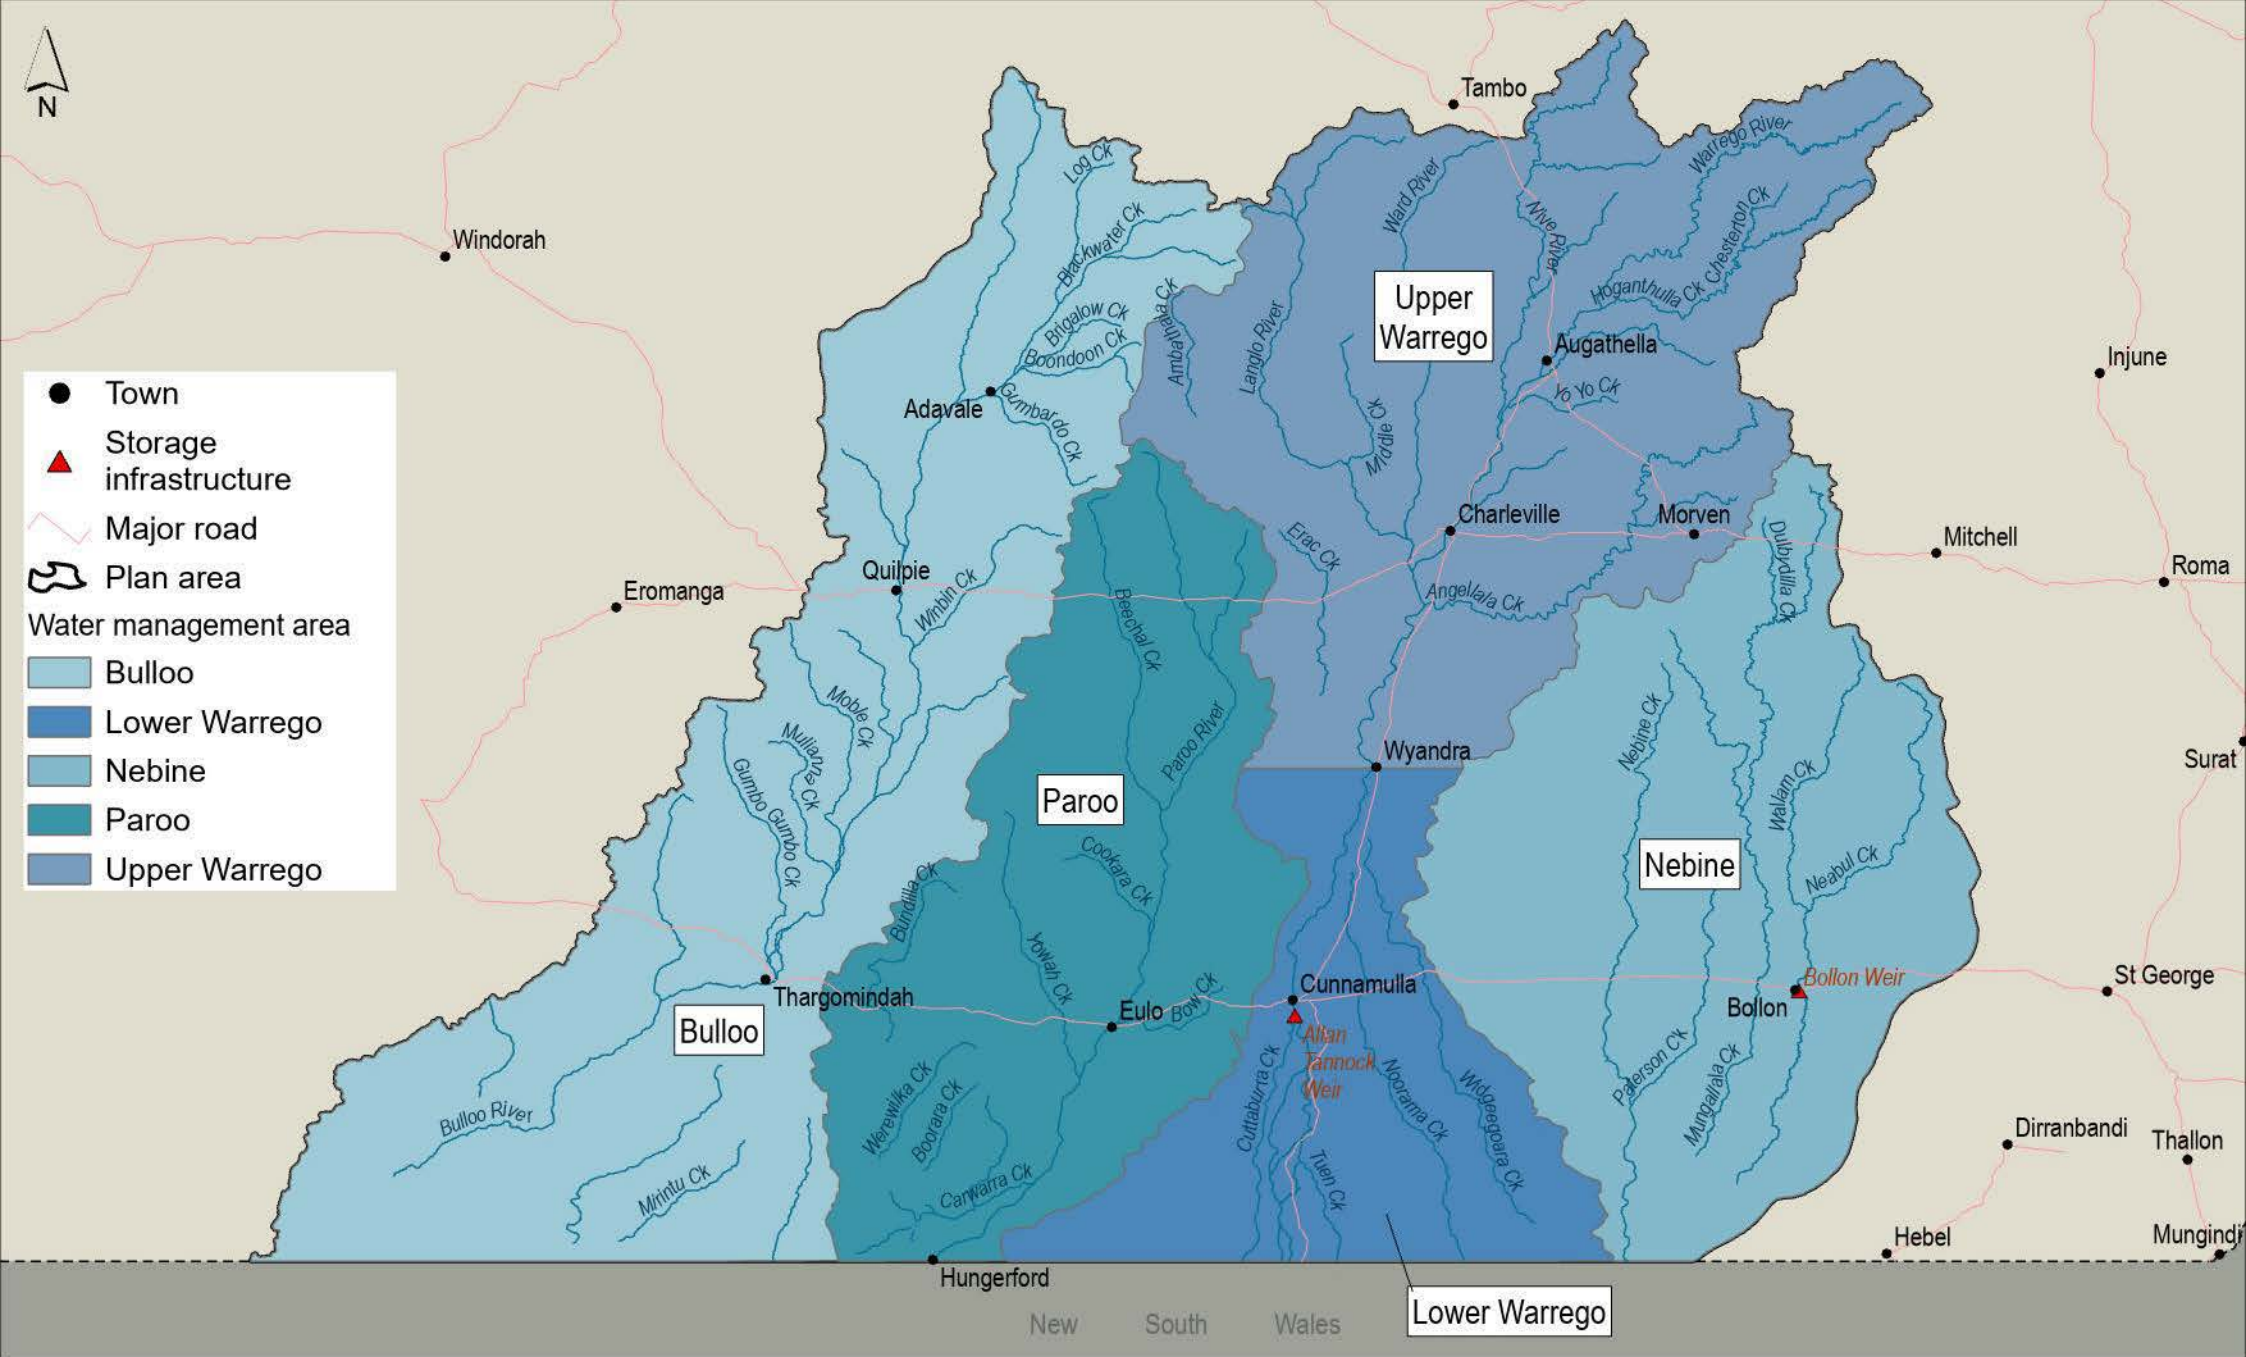 N
Tambo
Log Ck
Warrego River
Ward River
Nive River
Chesterton Ck
Windorah
Blackwater Ck
Hoganthulla Ck
Ambathala Ck
Upper
Warrego
Brigalow Ck
Boondoon Ck
Langlo River
Augathella
Injune
Yo Yo Ck
Adavale
Gumbardo Ck
Middle Ck
Town
Storage
infrastructure
Major road
Plan area
Water management area
Bulloo
Lower Warrego
Nebine
Paroo
Upper Warrego
Charleville
Morven
Mitchell
Dulbydilla Ck
Erac Ck
Roma
Quilpie
Eromanga
Winbin Ck
Angellala Ck
Beechal Ck
Moble Ck
Mulianna Ck
Paroo River
Nebine Ck
Wyandra
Surat
Gumbo Gumbo Ck
Paroo
Wallam Ck
Cookara Ck
Nebine
Neabul Ck
Bundilla Ck
Yowah Ck
Cunnamulla
Bollon Weir
St George
Thargomindah
Eulo
Bow Ck
Bollon
Bulloo
Allan
Tannock
Weir
Werewilka Ck
Boorara Ck
Cuttaburra Ck
Noorama Ck
Widgeegoara Ck
Paterson Ck
Mungallala Ck
Bulloo River
Dirranbandi
Thallon
Mirintu Ck
Carwarra Ck
Tuen Ck
Hebel
Mungindi
Hungerford
Lower Warrego
New South Wales